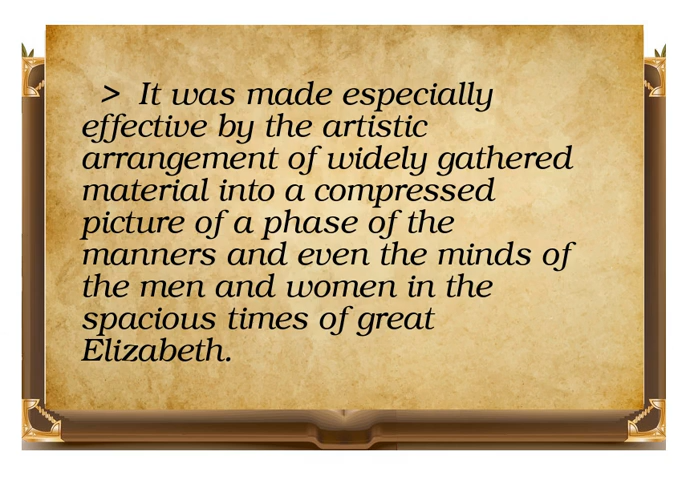 > It was made especially
effective by the artistic
arrangement of widely gathered
material into a compressed
picture of a phase of the
manners and even the minds of
the men and women in the
spacious times of great
Elizabeth.